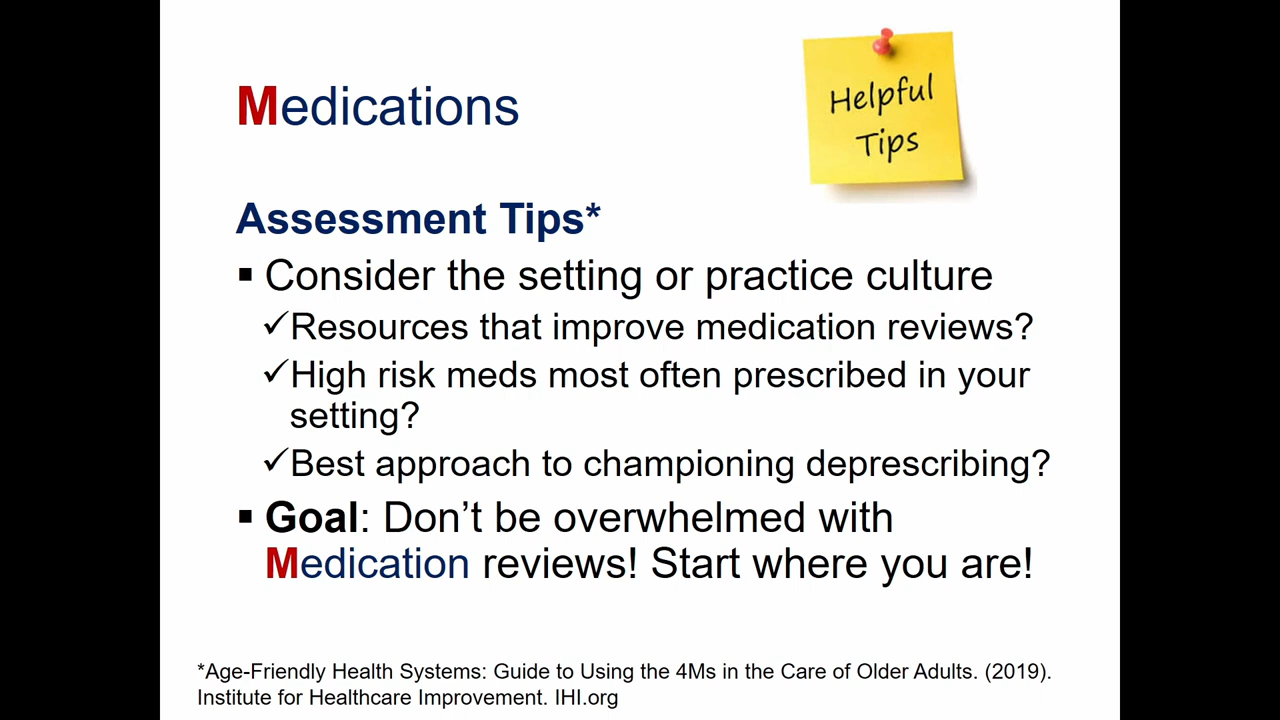 Medications
Helpful
Tips
Assessment Tips*
▪ Consider the setting or practice culture
✓Resources that improve medication reviews?
✓High risk meds most often prescribed in your
setting?
✓Best approach to championing deprescribing?
▪ Goal: Don’t be overwhelmed with
Medication reviews! Start where you are!
*Age-Friendly Health Systems: Guide to Using the 4Ms in the Care of Older Adults. (2019).
Institute for Healthcare Improvement. IHI.org